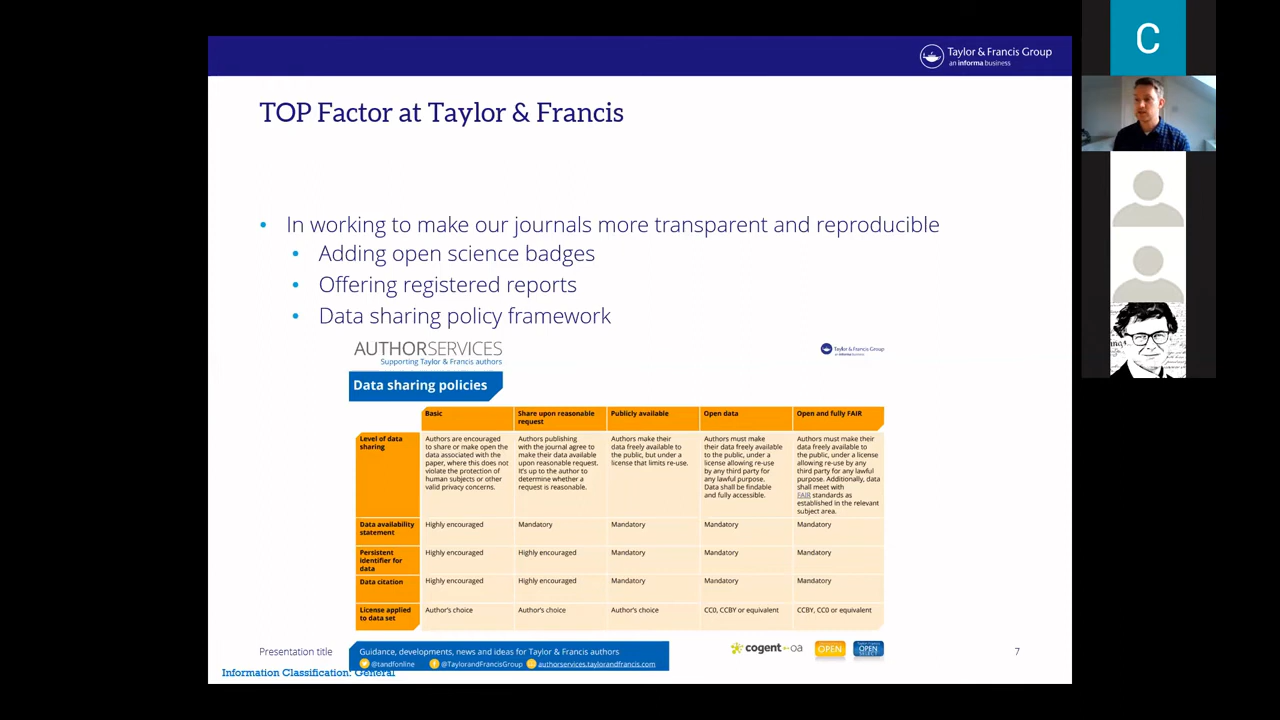 Taylor & Francis Group
an informa business
C
TOP Factor at Taylor & Francis
• In working to make our journals more transparent and reproducible
• Adding open science badges
• Offering registered reports
• Data sharing policy framework
AUTHORSERVICES
Supporting Taylor & Francis authors
Taylor & Francis Group
an informa business
Data sharing policies
Basic
Share upon reasonable
request
Publicly available
Open data
Open and fully FAIR
Level of data
sharing
Authors are encouraged
to share or make open the
data associated with the
paper, where this does not
violate the protection of
human subjects or other
valid privacy concerns.
Authors publishing
with the journal agree to
make their data available
upon reasonable request.
It's up to the author to
determine whether a
request is reasonable.
Authors make their
data freely available to
the public, but under a
license that limits re-use.
Authors must make
their data freely available
to the public, under a
license allowing re-use
by any third party for
any lawful purpose.
Data shall be findable
and fully accessible.
Authors must make their
data freely available to
the public, under a license
allowing re-use by any
third party for any lawful
purpose. Additionally, data
shall meet with
FAIR standards as
established in the relevant
subject area.
Data availability
statement
Highly encouraged
Mandatory
Mandatory
Mandatory
Mandatory
Persistent
identifier for
data
Highly encouraged
Highly encouraged
Mandatory
Mandatory
Mandatory
Data citation
Highly encouraged
Highly encouraged
Mandatory
Mandatory
Mandatory
License applied
to data set
Author's choice
Author's choice
Author's choice
CC0, CCBY or equivalent
CCBY, CC0 or equivalent
Presentation title
Guidance, developments, news and ideas for Taylor & Francis authors
@tandfonline
@TaylorandFrancisGroup
authorservices.taylorandfrancis.com
cogent oa
OPEN
OPEN
7
Information Classification: General